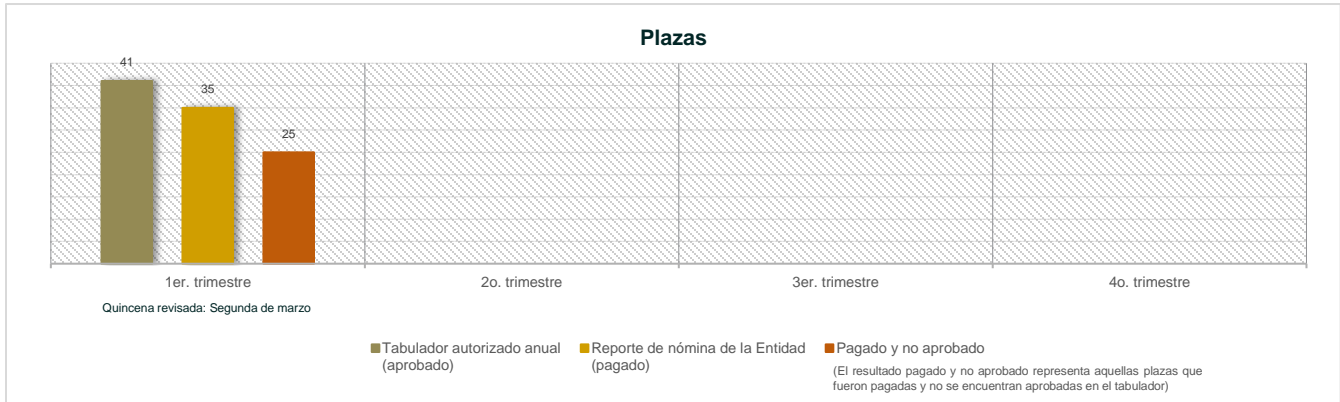 Plazas
41
35
25
1er. trimestre
2o. trimestre
3er. trimestre
4o. trimestre
Quincena revisada: Segunda de marzo
Tabulador autorizado anual
(aprobado)
Reporte de nómina de la Entidad
(pagado)
Pagado y no aprobado
(El resultado pagado y no aprobado representa aquellas plazas que
fueron pagadas y no se encuentran aprobadas en el tabulador)